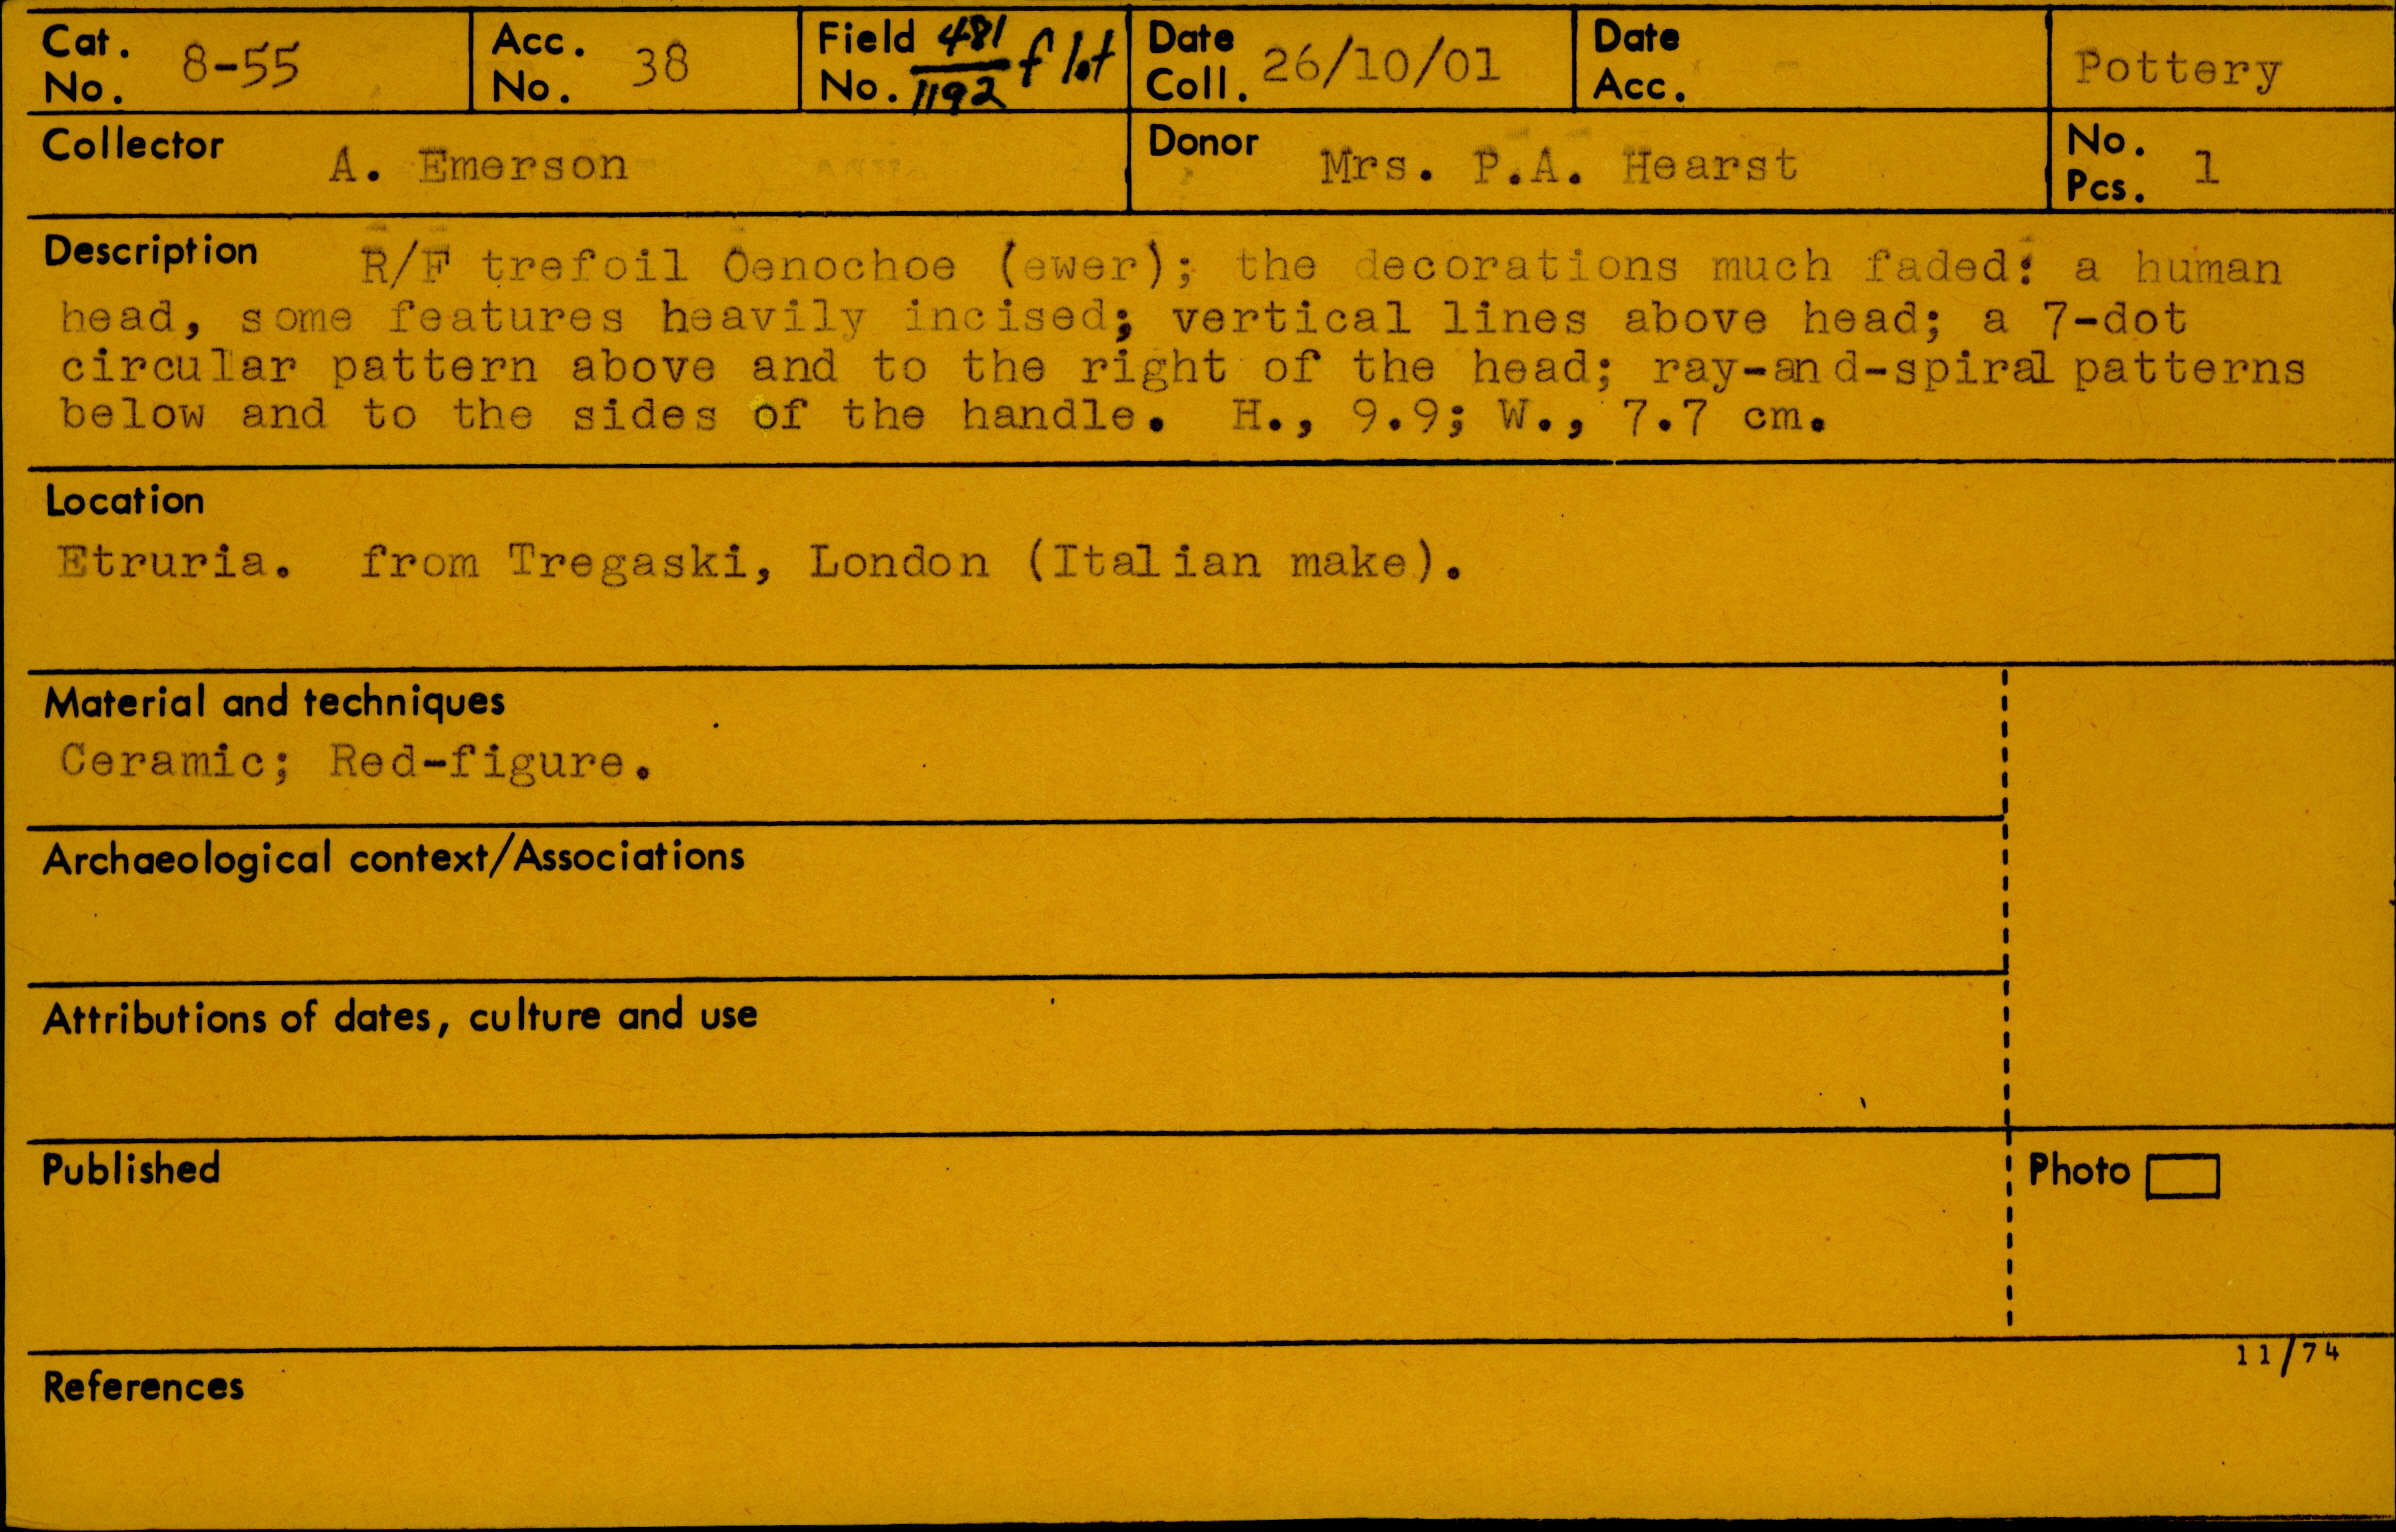 Cat. No. 8-55 Acc. No. 38 Field No. 481/1192 f lot Date Coll. 26/10/01 Date Acc. Pottery
Collector A. Emerson Donor Mrs. P.A. Hearst No. Pcs. 1
Description R/F trefoil Oenochoe (ewer); the decorations much faded: a human
head, some features heavily incised; vertical lines above head; a 7-dot
circular pattern above and to the right of the head; ray-and-spiral patterns
below and to the sides of the handle. H., 9.9; W., 7.7 cm.
Location
Etruria. from Tregaski, London (Italian make).
Material and techniques
Ceramic; Red-figure.
Archaeological context/Associations
Attributions of dates, culture and use
Published
Photo
11/74
References